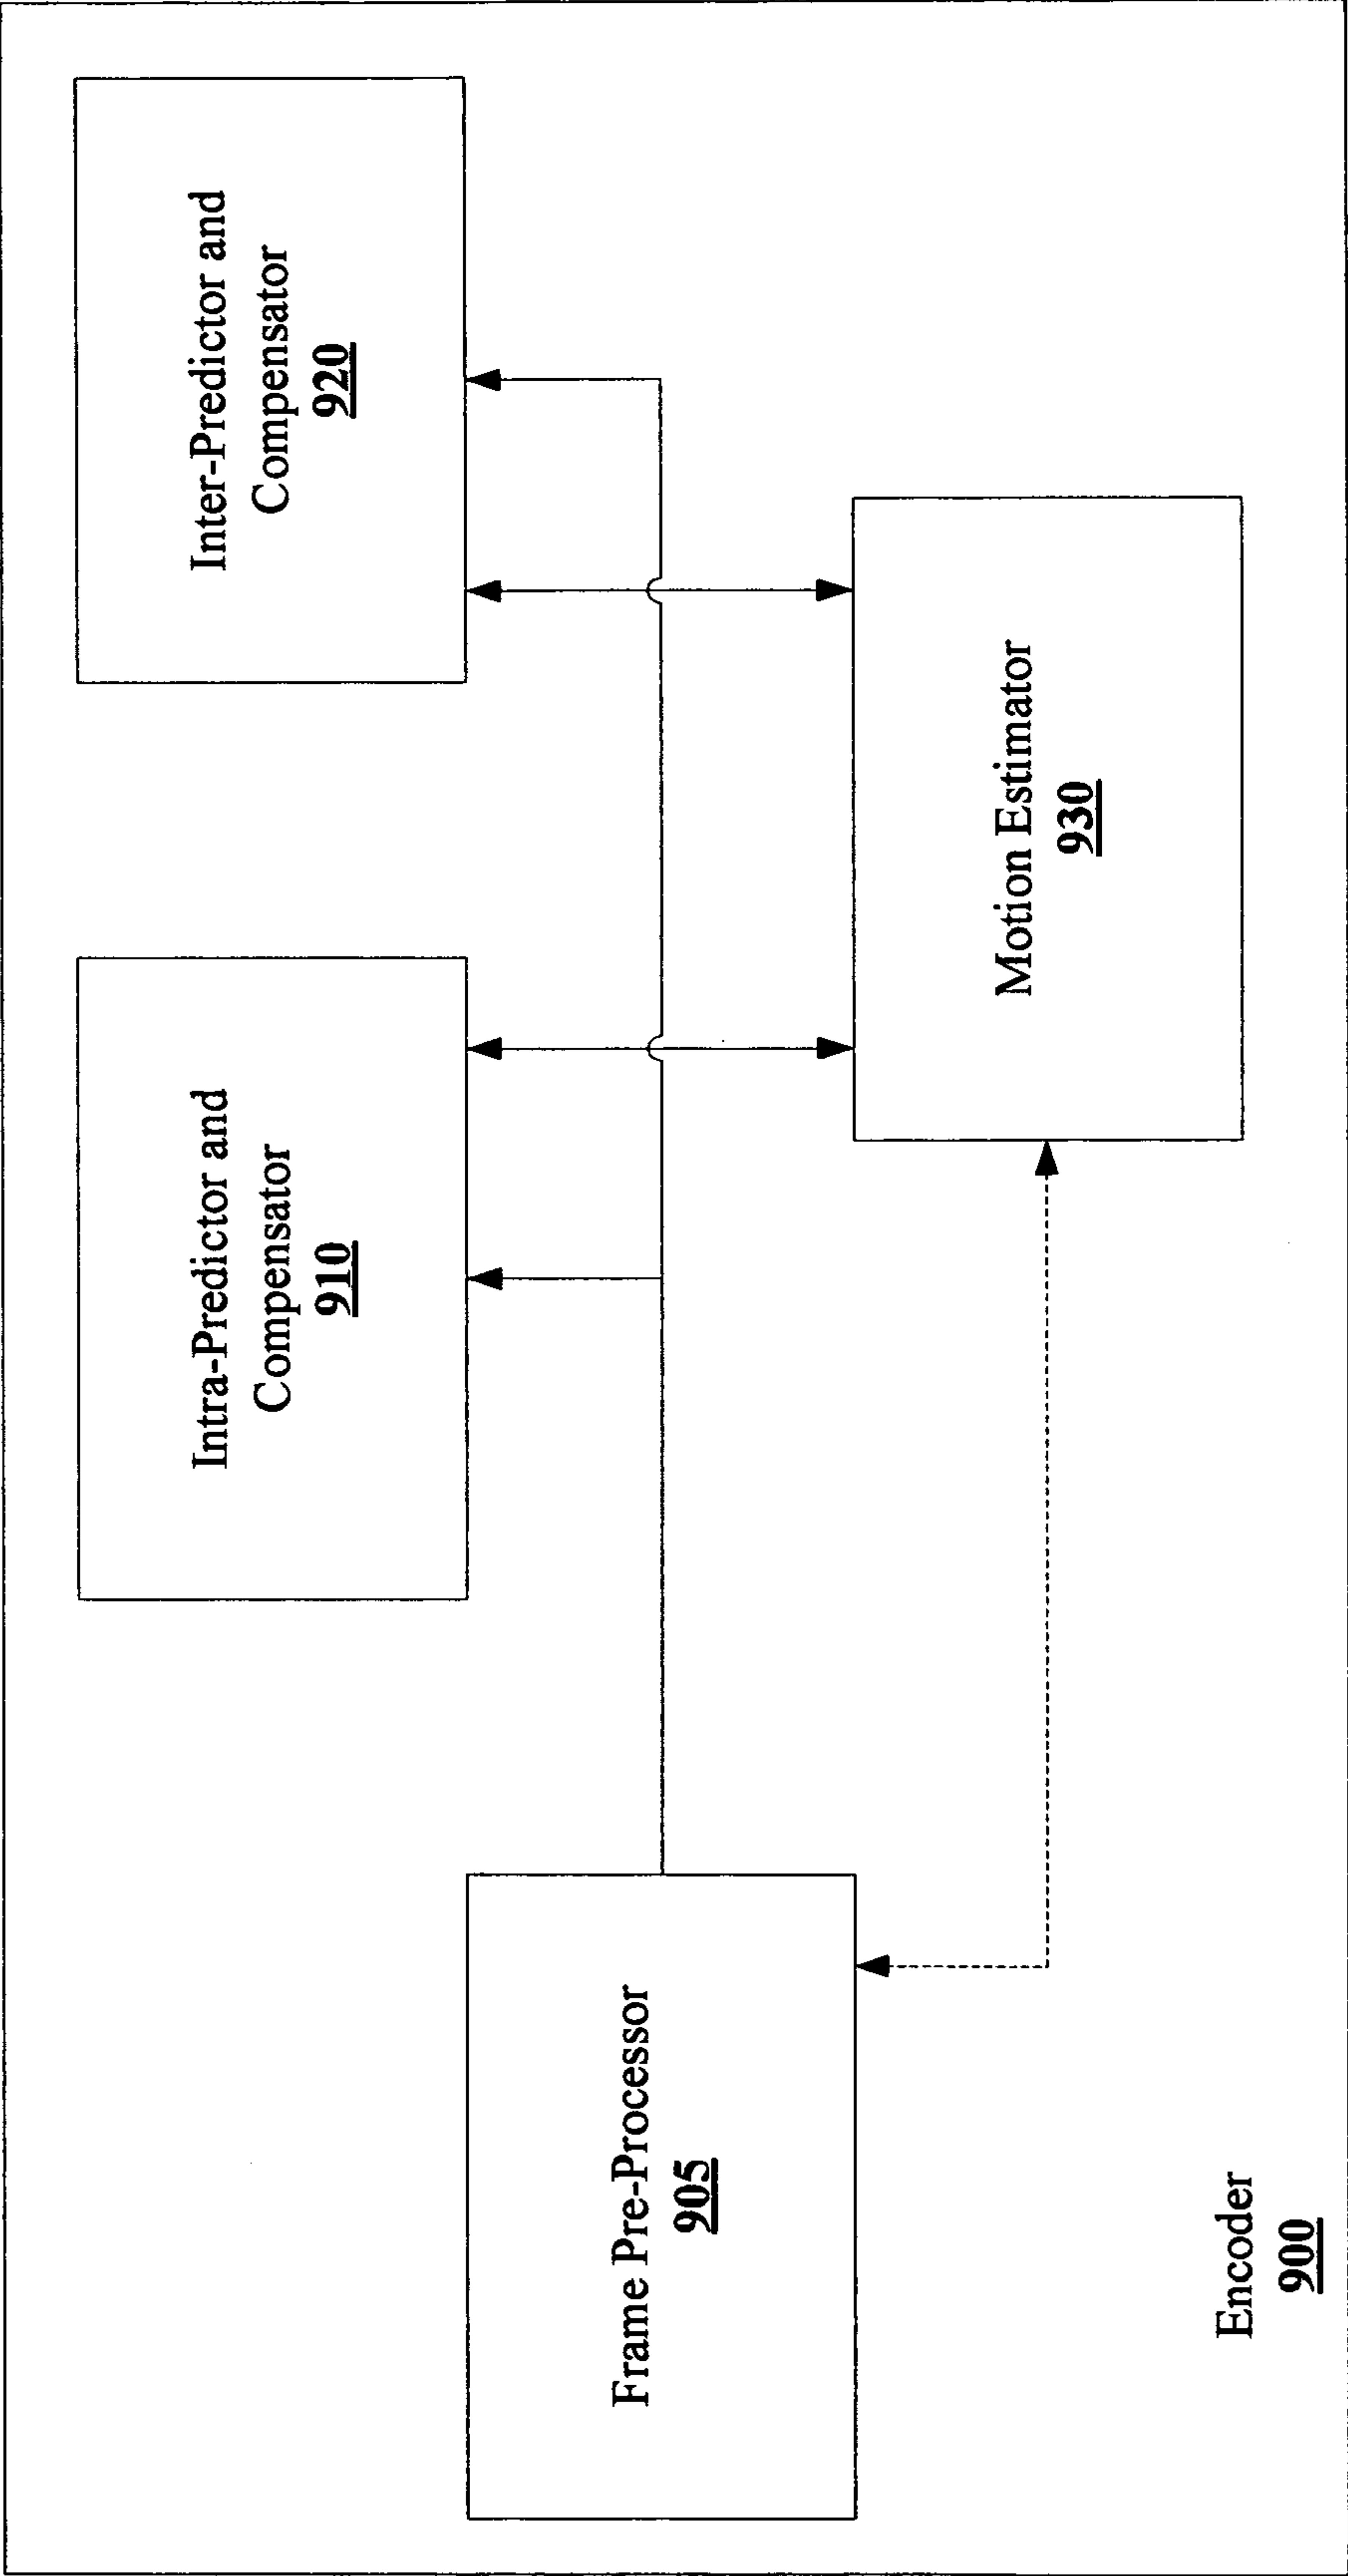 Intra-Predictor and
Compensator
910
Inter-Predictor and
Compensator
920
Frame Pre-Processor
905
Motion Estimator
930
Encoder
900